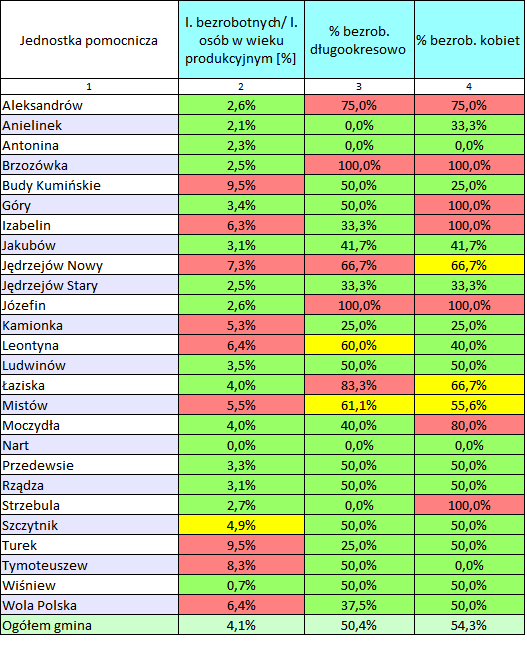 Jednostka pomocnicza | l. bezrobotnych/ l. osób w wieku produkcyjnym [%] | % bezrob. długookresowo | % bezrob. kobiet
1 | 2 | 3 | 4
Aleksandrów | 2,6% | 75,0% | 75,0%
Anielinek | 2,1% | 0,0% | 33,3%
Antonina | 2,3% | 0,0% | 0,0%
Brzozówka | 2,5% | 100,0% | 100,0%
Budy Kumińskie | 9,5% | 50,0% | 25,0%
Góry | 3,4% | 50,0% | 100,0%
Izabelin | 6,3% | 33,3% | 100,0%
Jakubów | 3,1% | 41,7% | 41,7%
Jędrzejów Nowy | 7,3% | 66,7% | 66,7%
Jędrzejów Stary | 2,5% | 33,3% | 33,3%
Józefin | 2,6% | 100,0% | 100,0%
Kamionka | 5,3% | 25,0% | 25,0%
Leontyna | 6,4% | 60,0% | 40,0%
Ludwinów | 3,5% | 50,0% | 50,0%
Łaziska | 4,0% | 83,3% | 66,7%
Mistów | 5,5% | 61,1% | 55,6%
Moczydła | 4,0% | 40,0% | 80,0%
Nart | 0,0% | 0,0% | 0,0%
Przedewsie | 3,3% | 50,0% | 50,0%
Rządza | 3,1% | 50,0% | 50,0%
Strzebula | 2,7% | 0,0% | 100,0%
Szczytnik | 4,9% | 50,0% | 50,0%
Turek | 9,5% | 25,0% | 50,0%
Tymoteuszew | 8,3% | 50,0% | 0,0%
Wiśniew | 0,7% | 50,0% | 50,0%
Wola Polska | 6,4% | 37,5% | 50,0%
Ogółem gmina | 4,1% | 50,4% | 54,3%